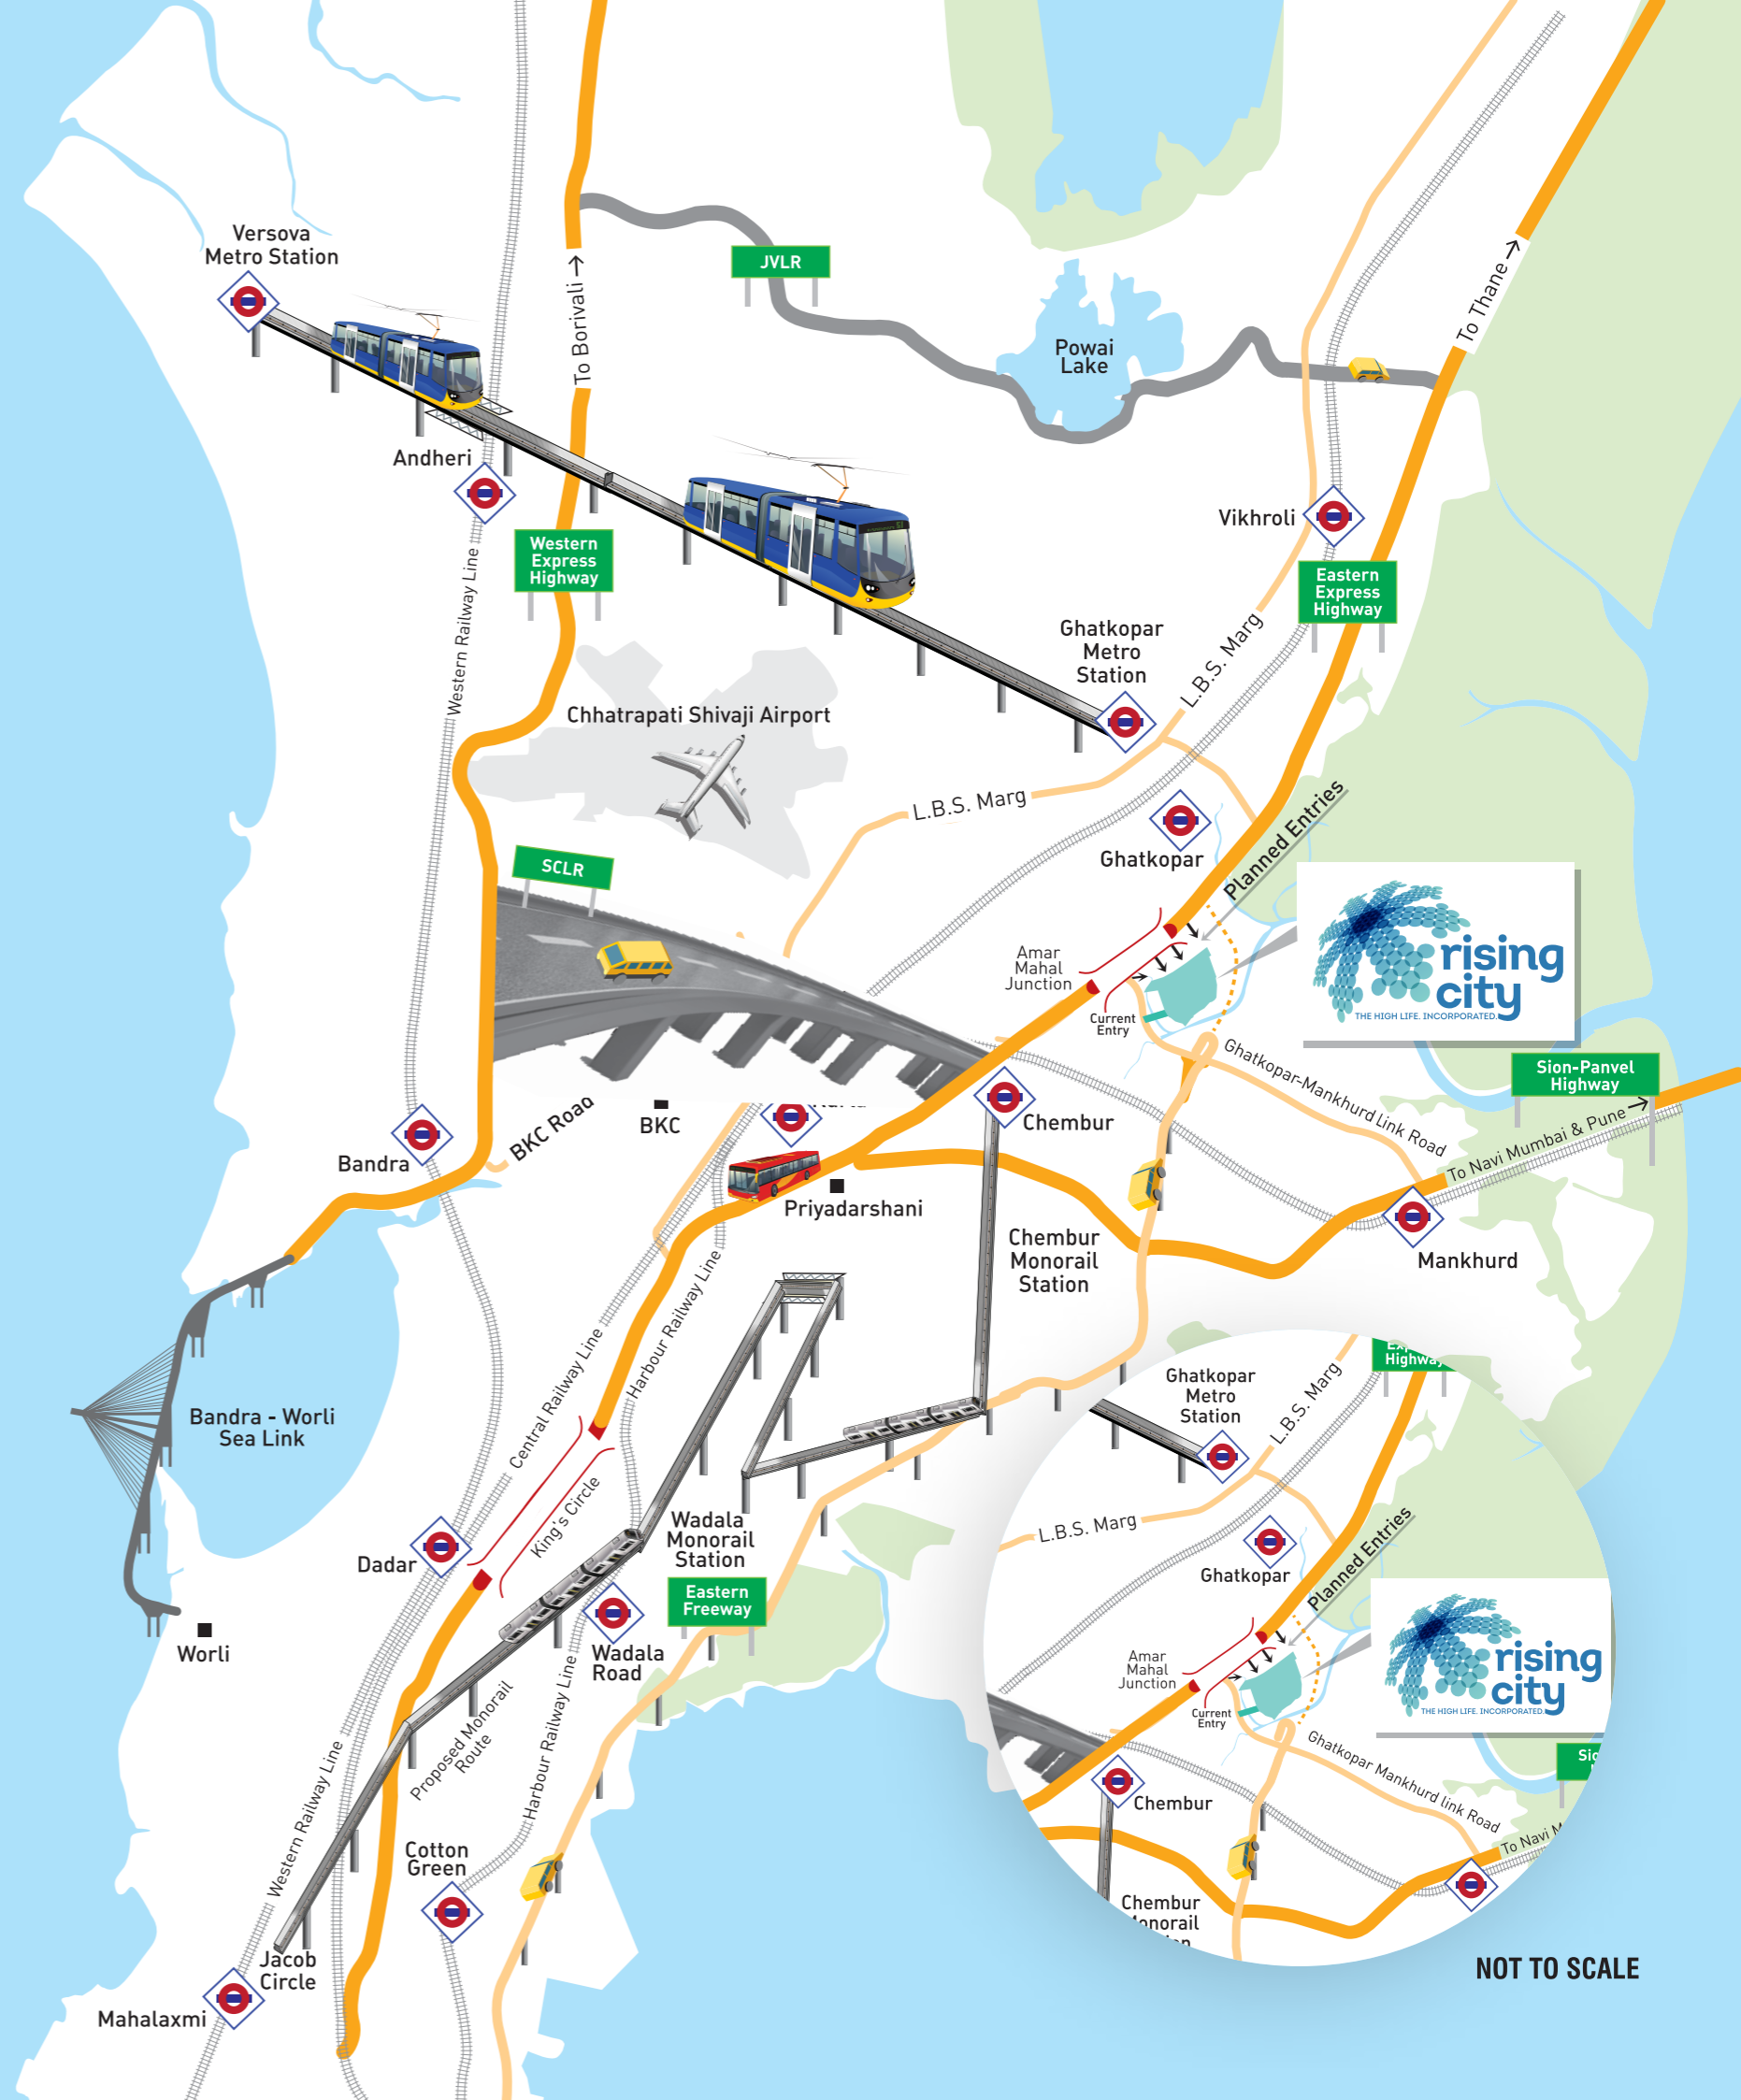 Versova
Metro Station
To Borivali
JVLR
To Thane
Powai
Lake
Andheri
Western
Express
Highway
Vikhroli
Eastern
Express
Highway
Western Railway Line
Ghatkopar
Metro
Station
L.B.S. Marg
Chhatrapati Shivaji Airport
L.B.S. Marg
SCLR
Ghatkopar
Planned Entries
Amar
Mahal
Junction
Current
Entry
rising
city
THE HIGH LIFE. INCORPORATED.
Ghatkopar-Mankhurd Link Road
Sion-Panvel
Highway
To Navi Mumbai & Pune
BKC Road
BKC
Chembur
Bandra
Priyadarshani
Mankhurd
Chembur
Monorail
Station
Harbour Railway Line
Central Railway Line
Bandra - Worli
Sea Link
King's Circle
Dadar
Wadala
Monorail
Station
Eastern
Freeway
Worli
Wadala
Road
Proposed Monorail
Route
Harbour Railway Line
Western Railway Line
Cotton
Green
Jacob
Circle
Mahalaxmi
Highway
Ghatkopar
Metro
Station
L.B.S. Marg
L.B.S. Marg
Ghatkopar
Planned Entries
Amar
Mahal
Junction
Current
Entry
rising
city
THE HIGH LIFE. INCORPORATED.
Ghatkopar Mankhurd link Road
Chembur
To Navi
Chembur
NOT TO SCALE